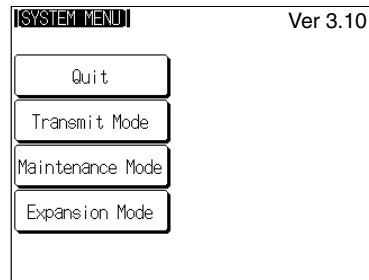 [SYSTEM MENU]
Ver 3.10
Quit
Transmit Mode
Maintenance Mode
Expansion Mode